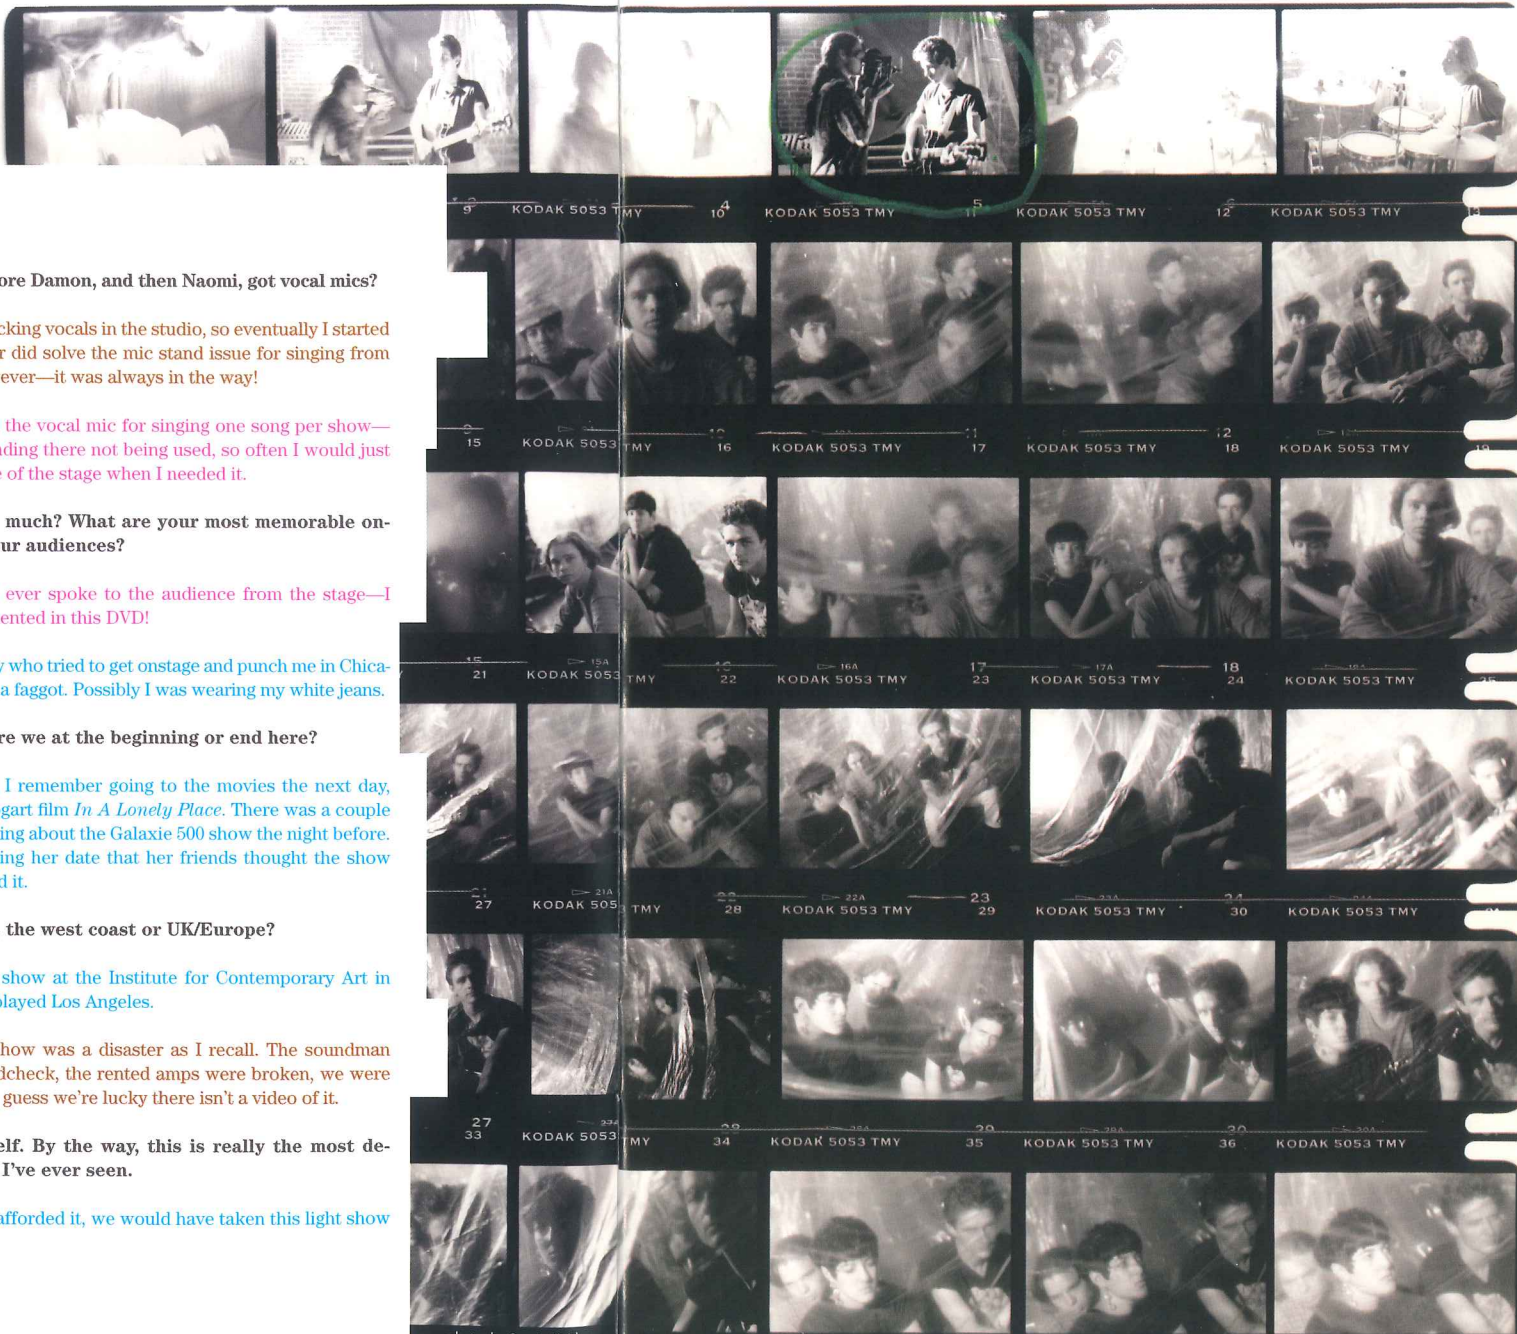 ore Damon, and then Naomi, got vocal mics?
cking vocals in the studio, so eventually I started
r did solve the mic stand issue for singing from
ever—it was always in the way!
the vocal mic for singing one song per show—
ding there not being used, so often I would just
e of the stage when I needed it.
much? What are your most memorable on-
ur audiences?
ever spoke to the audience from the stage—I
ented in this DVD!
y who tried to get onstage and punch me in Chica-
a faggot. Possibly I was wearing my white jeans.
re we at the beginning or end here?
I remember going to the movies the next day,
gart film In A Lonely Place. There was a couple
ing about the Galaxie 500 show the night before.
ing her date that her friends thought the show
d it.
the west coast or UK/Europe?
show at the Institute for Contemporary Art in
played Los Angeles.
how was a disaster as I recall. The soundman
dcheck, the rented amps were broken, we were
guess we're lucky there isn't a video of it.
elf. By the way, this is really the most de-
I've ever seen.
afforded it, we would have taken this light show
4 5
9 KODAK 5053 TMY 10 KODAK 5053 TMY 11 KODAK 5053 TMY 12 KODAK 5053 TMY 13
11 12
15 KODAK 5053 TMY 16 KODAK 5053 TMY 17 KODAK 5053 TMY 18 KODAK 5053 TMY 19
15 15A 16A 17 17A 18
21 KODAK 5053 TMY 22 KODAK 5053 TMY 23 KODAK 5053 TMY 24 KODAK 5053 TMY 25
21 21A 22 22A 23
27 KODAK 505 3 TMY 28 KODAK 5053 TMY 29 KODAK 5053 TMY 30 KODAK 5053 TMY
27 29
33 KODAK 5053 TMY 34 KODAK 5053 TMY 35 KODAK 5053 TMY 36 KODAK 5053 TMY